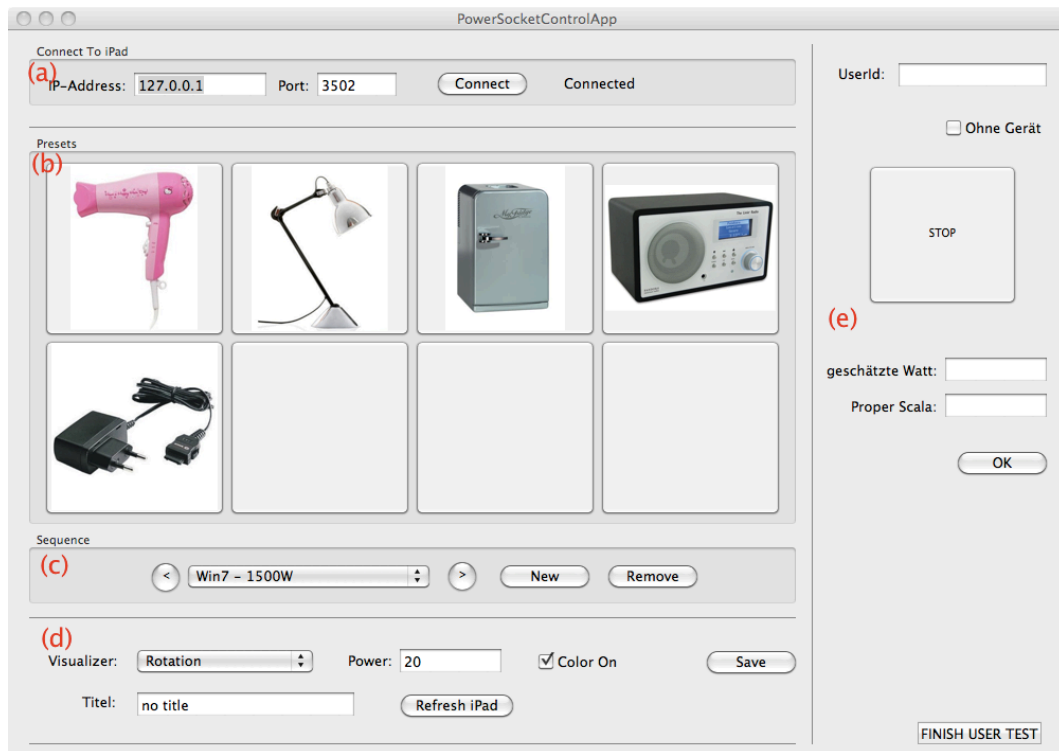 PowerSocketControlApp
Connect To iPad
(a)
IP-Address: 127.0.0.1 Port: 3502 Connect Connected
UserId:
Ohne Gerät
Presets
(b)
STOP
(e)
geschätzte Watt:
Proper Scala:
OK
Sequence
(c)
< Win7 - 1500W > New Remove
(d)
Visualizer: Rotation Power: 20 Color On Save
Titel: no title Refresh iPad
FINISH USER TEST